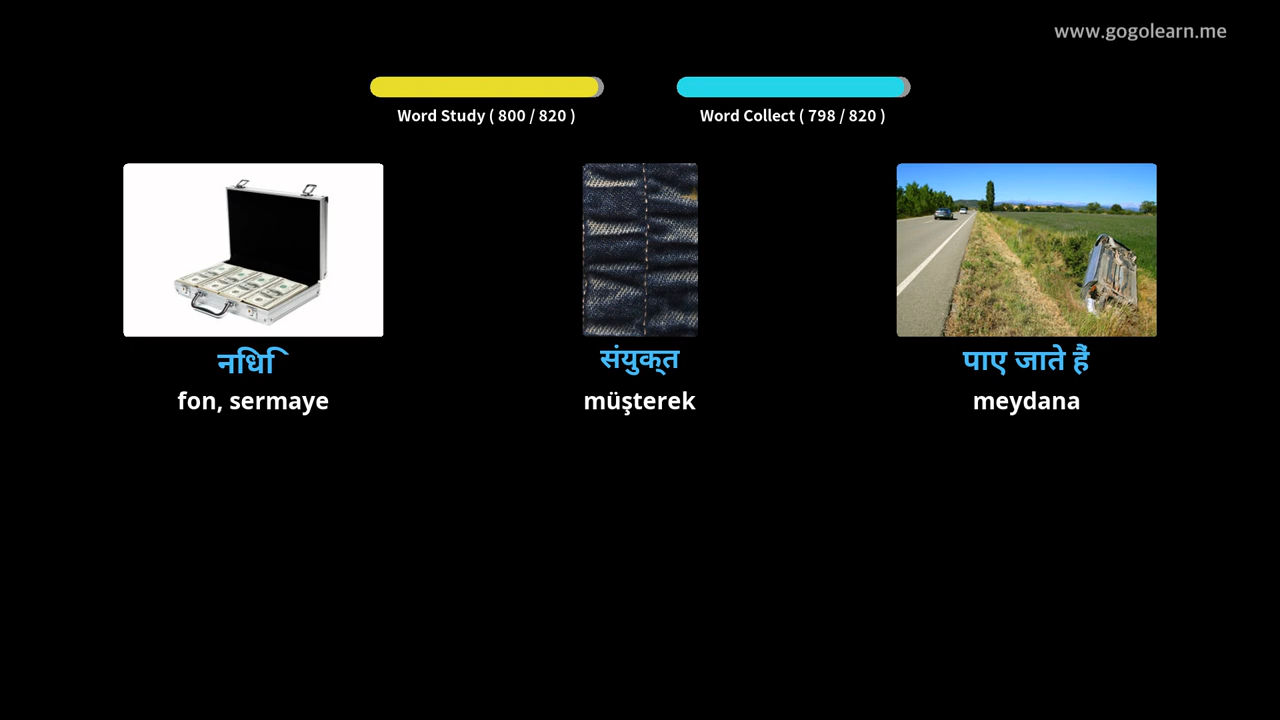 www.gogolearn.me
Word Study ( 800 / 820 )
Word Collect ( 798 / 820 )
निधि
संयुक्त
पाए जाते हैं
fon, sermaye
müşterek
meydana